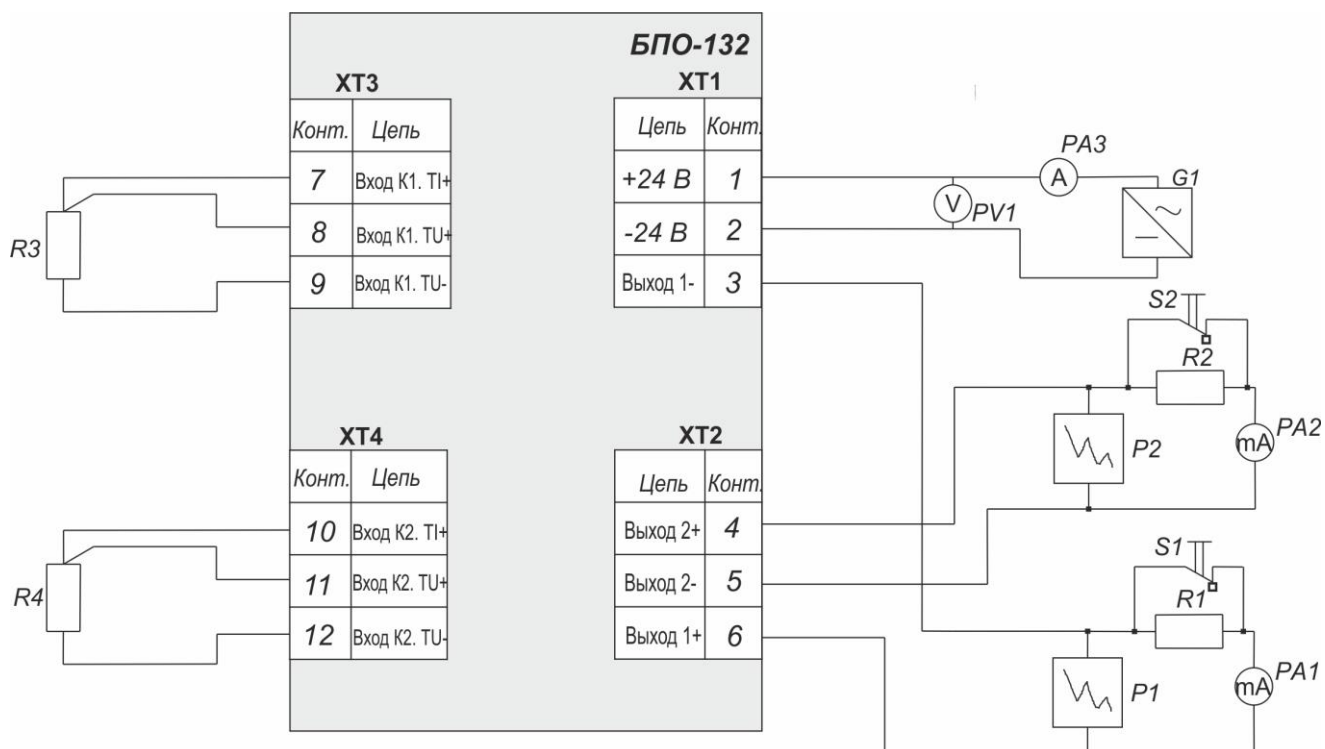 БПО-132
XT3
Конт. Цепь
7 Вход К1. TI+
8 Вход К1. TU+
9 Вход К1. TU-
XT1
Цепь Конт.
+24 В 1
-24 В 2
Выход 1- 3
XT4
Конт. Цепь
10 Вход К2. TI+
11 Вход К2. TU+
12 Вход К2. TU-
XT2
Цепь Конт.
Выход 2+ 4
Выход 2- 5
Выход 1+ 6
R3
R4
PA3
A
G1
V
PV1
S2
R2
P2
mA
PA2
S1
R1
P1
mA
PA1